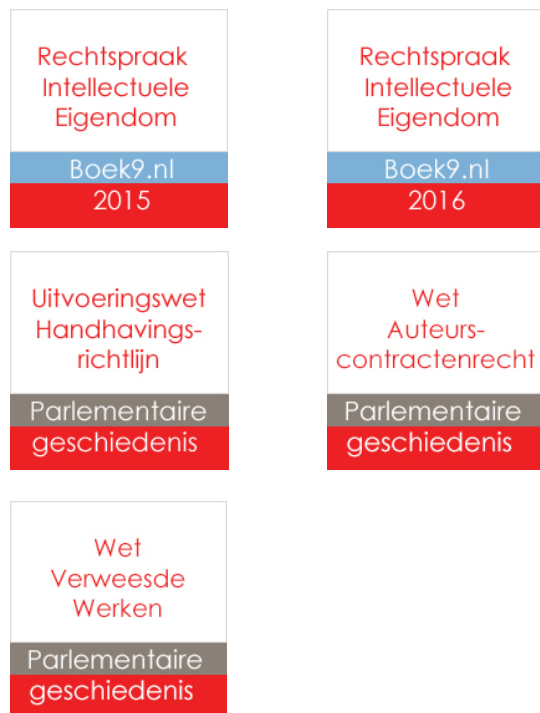 Rechtspraak
Intellectuele
Eigendom
Boek9.nl
2015
Rechtspraak
Intellectuele
Eigendom
Boek9.nl
2016
Uitvoeringswet
Handhavings-
richtlijn
Parlementaire
geschiedenis
Wet
Auteurs-
contractenrecht
Parlementaire
geschiedenis
Wet
Verweesde
Werken
Parlementaire
geschiedenis